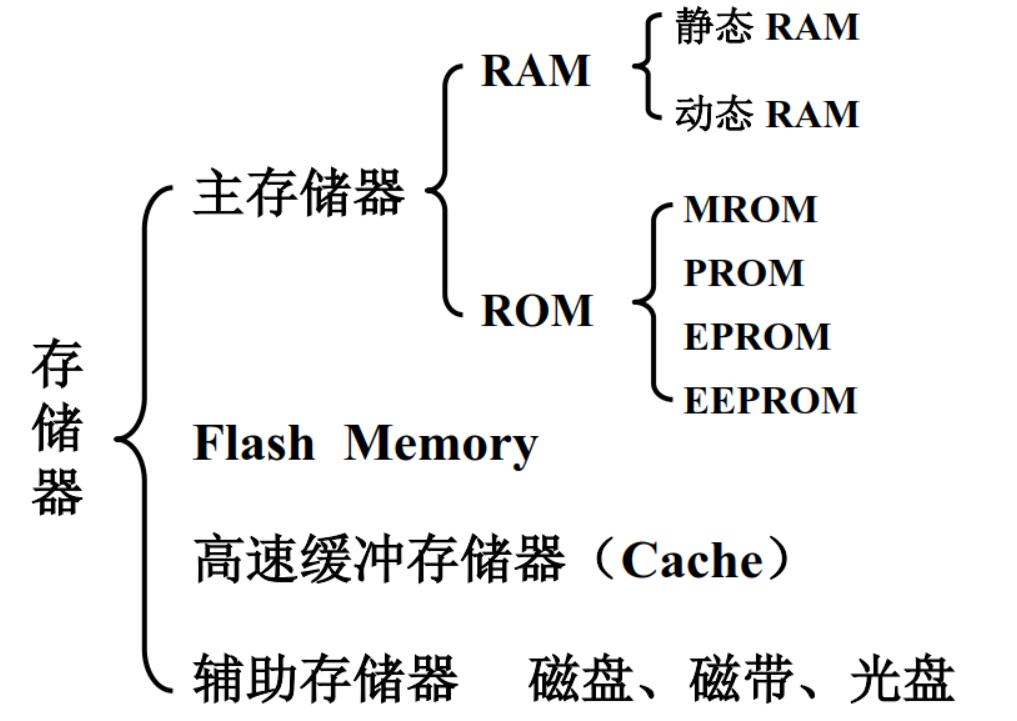 存储器
主存储器
RAM
静态 RAM
动态 RAM
ROM
MROM
PROM
EPROM
EEPROM
Flash Memory
高速缓冲存储器（Cache）
辅助存储器 磁盘、磁带、光盘